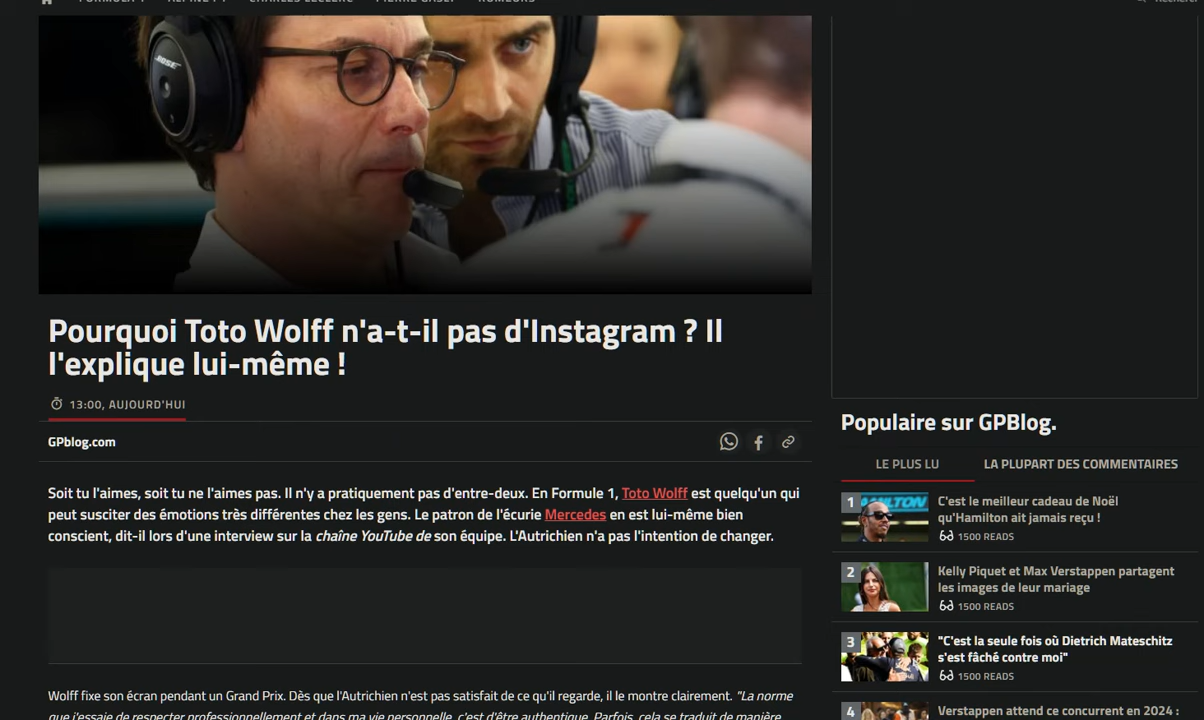 FORMULA 1
CHARLES LECLERC
PIERRE GASLY
RUMEURS
BOSE
Pourquoi Toto Wolff n'a-t-il pas d'Instagram ? Il
l'explique lui-même !
13:00, AUJOURD'HUI
GPblog.com
Soit tu l'aimes, soit tu ne l'aimes pas. Il n'y a pratiquement pas d'entre-deux. En Formule 1, Toto Wolff est quelqu'un qui
peut susciter des émotions très différentes chez les gens. Le patron de l'écurie Mercedes en est lui-même bien
conscient, dit-il lors d'une interview sur la chaîne YouTube de son équipe. L'Autrichien n'a pas l'intention de changer.
Wolff fixe son écran pendant un Grand Prix. Dès que l'Autrichien n'est pas satisfait de ce qu'il regarde, il le montre clairement. "La norme
que j'essaie de respecter professionnellement et dans ma vie personnelle, c'est d'être authentique. Parfois, cela se traduit de manière
Populaire sur GPBlog.
LE PLUS LU
LA PLUPART DES COMMENTAIRES
1
C'est le meilleur cadeau de Noël
qu'Hamilton ait jamais reçu !
1500 READS
2
Kelly Piquet et Max Verstappen partagent
les images de leur mariage
1500 READS
3
"C'est la seule fois où Dietrich Mateschitz
s'est fâché contre moi"
1500 READS
4
Verstappen attend ce concurrent en 2024 :